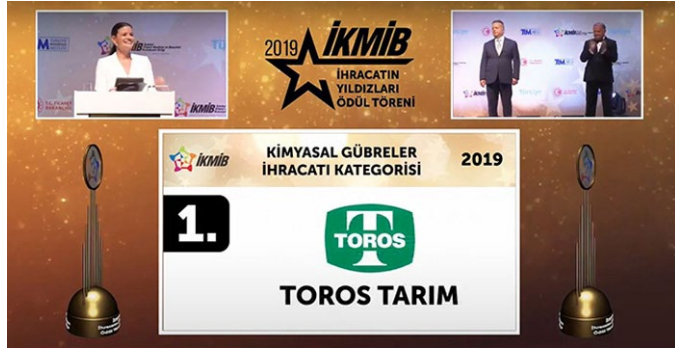 2019 İKMİB
İHRACATIN
YILDIZLARI
ÖDÜL TÖRENİ
İKMİB
KİMYASAL GÜBRELER
İHRACATI KATEGORİSİ
2019
1.
T
TOROS
TOROS TARIM